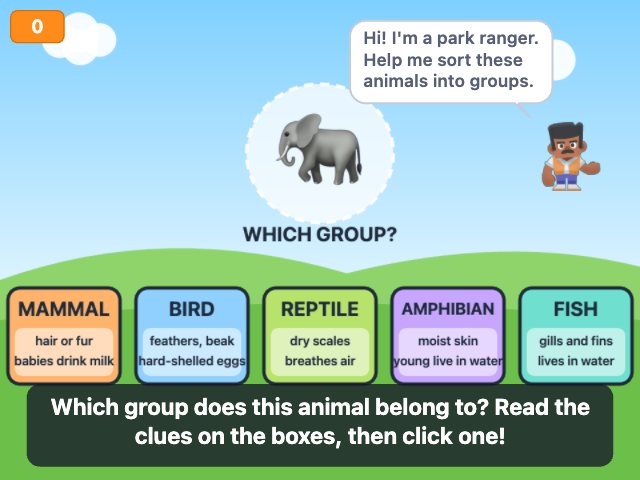 0
Hi! I'm a park ranger.
Help me sort these
animals into groups.
WHICH GROUP?
MAMMAL
hair or fur
babies drink milk
BIRD
feathers, beak
hard-shelled eggs
REPTILE
dry scales
breathes air
AMPHIBIAN
moist skin
young live in water
FISH
gills and fins
lives in water
Which group does this animal belong to? Read the
clues on the boxes, then click one!